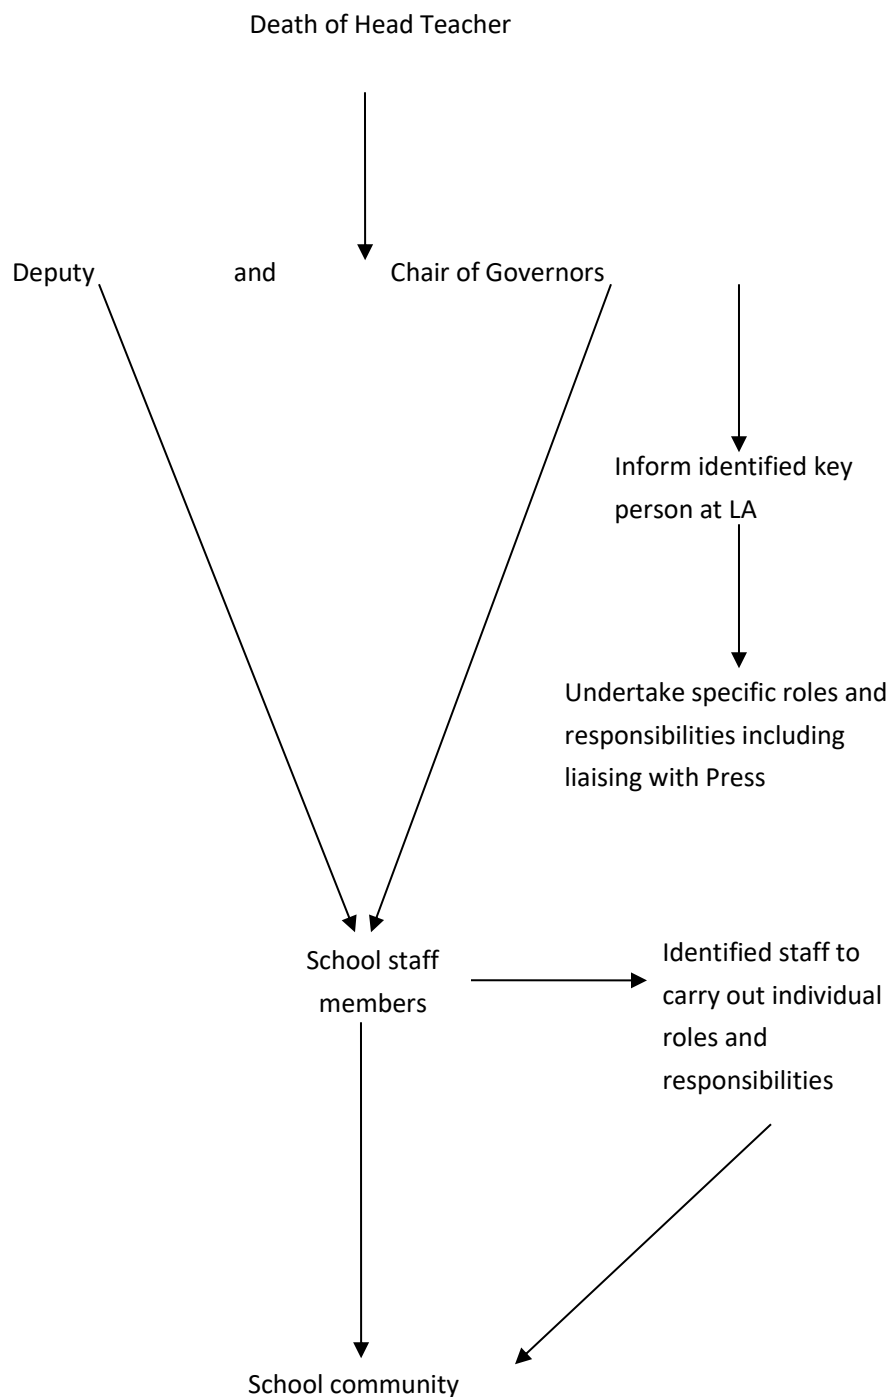 Death of Head Teacher
Deputy and Chair of Governors
Inform identified key
person at LA
Undertake specific roles and
responsibilities including
liaising with Press
School staff
members
Identified staff to
carry out individual
roles and
responsibilities
School community